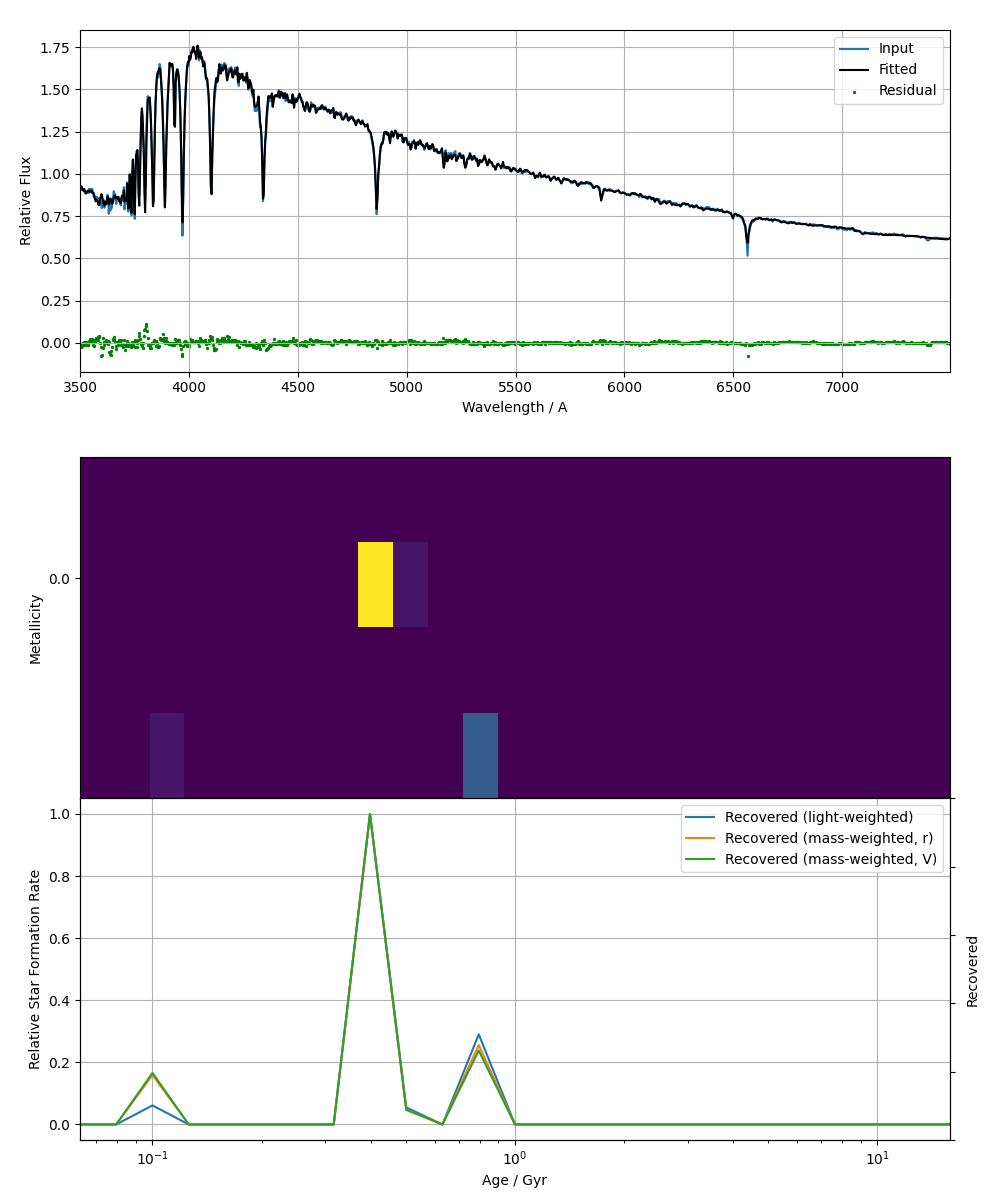 1.75
1.50
1.25
1.00
0.75
0.50
0.25
0.00
Relative Flux
Input
Fitted
Residual
3500 4000 4500 5000 5500 6000 6500 7000
Wavelength / A
0.0
Metallicity
1.0
0.8
0.6
0.4
0.2
0.0
Relative Star Formation Rate
Recovered (light-weighted)
Recovered (mass-weighted, r)
Recovered (mass-weighted, V)
Recovered
10⁻¹ 10⁰ 10¹
Age / Gyr